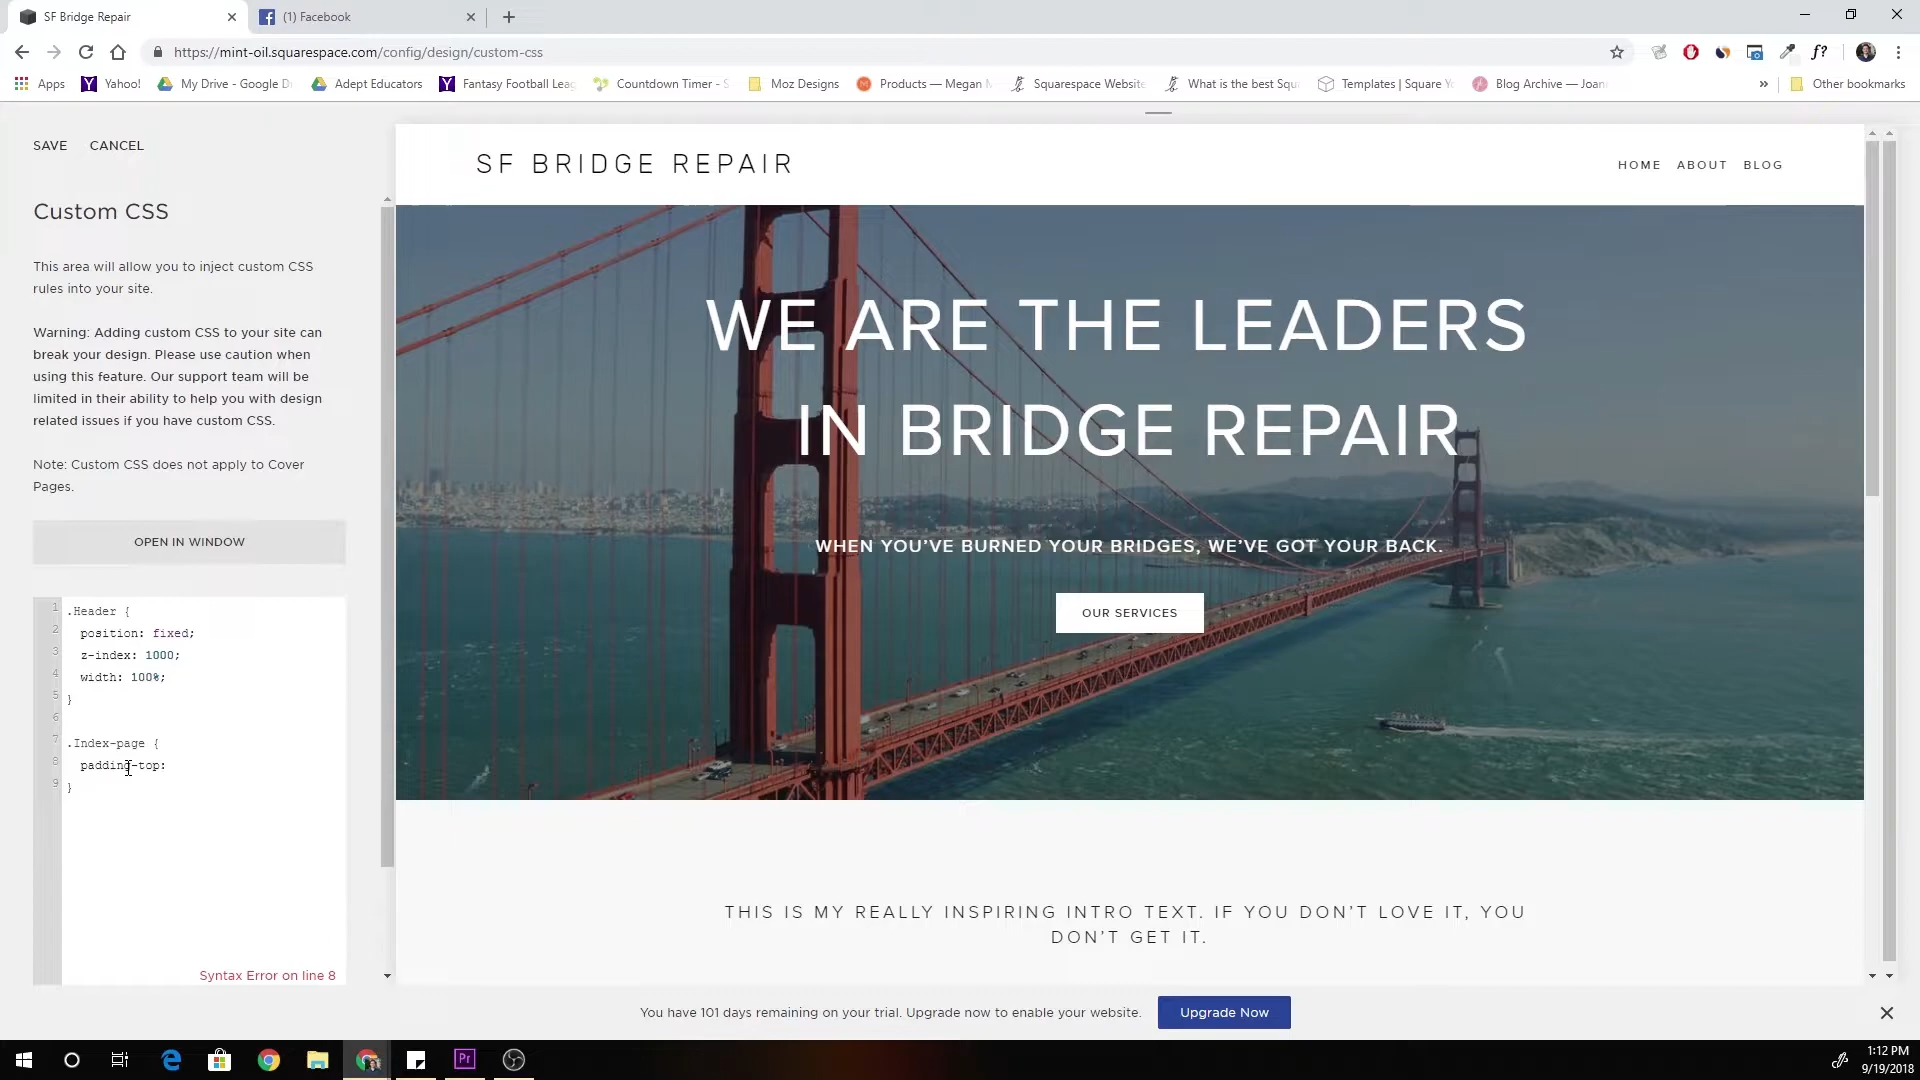 SF Bridge Repair
(1) Facebook
https://mint-oil.squarespace.com/config/design/custom-css
f?
Apps
Yahoo!
My Drive - Google D
Adept Educators
Fantasy Football Leag
Countdown Timer - S
Moz Designs
Products — Megan M
Squarespace Website
What is the best Squ
Templates | Square Y
Blog Archive — Joan
»
Other bookmarks
SAVE CANCEL
Custom CSS
This area will allow you to inject custom CSS
rules into your site.
Warning: Adding custom CSS to your site can
break your design. Please use caution when
using this feature. Our support team will be
limited in their ability to help you with design
related issues if you have custom CSS.
Note: Custom CSS does not apply to Cover
Pages.
OPEN IN WINDOW
1 .Header {
2 position: fixed;
3 z-index: 1000;
4 width: 100%;
5 }
6
7 .Index-page {
8 padding-top:
9 }
Syntax Error on line 8
SF BRIDGE REPAIR
HOME ABOUT BLOG
WE ARE THE LEADERS
IN BRIDGE REPAIR
WHEN YOU'VE BURNED YOUR BRIDGES, WE'VE GOT YOUR BACK.
OUR SERVICES
THIS IS MY REALLY INSPIRING INTRO TEXT. IF YOU DON'T LOVE IT, YOU
DON'T GET IT.
You have 101 days remaining on your trial. Upgrade now to enable your website.
Upgrade Now
Pr
1:12 PM
9/19/2018